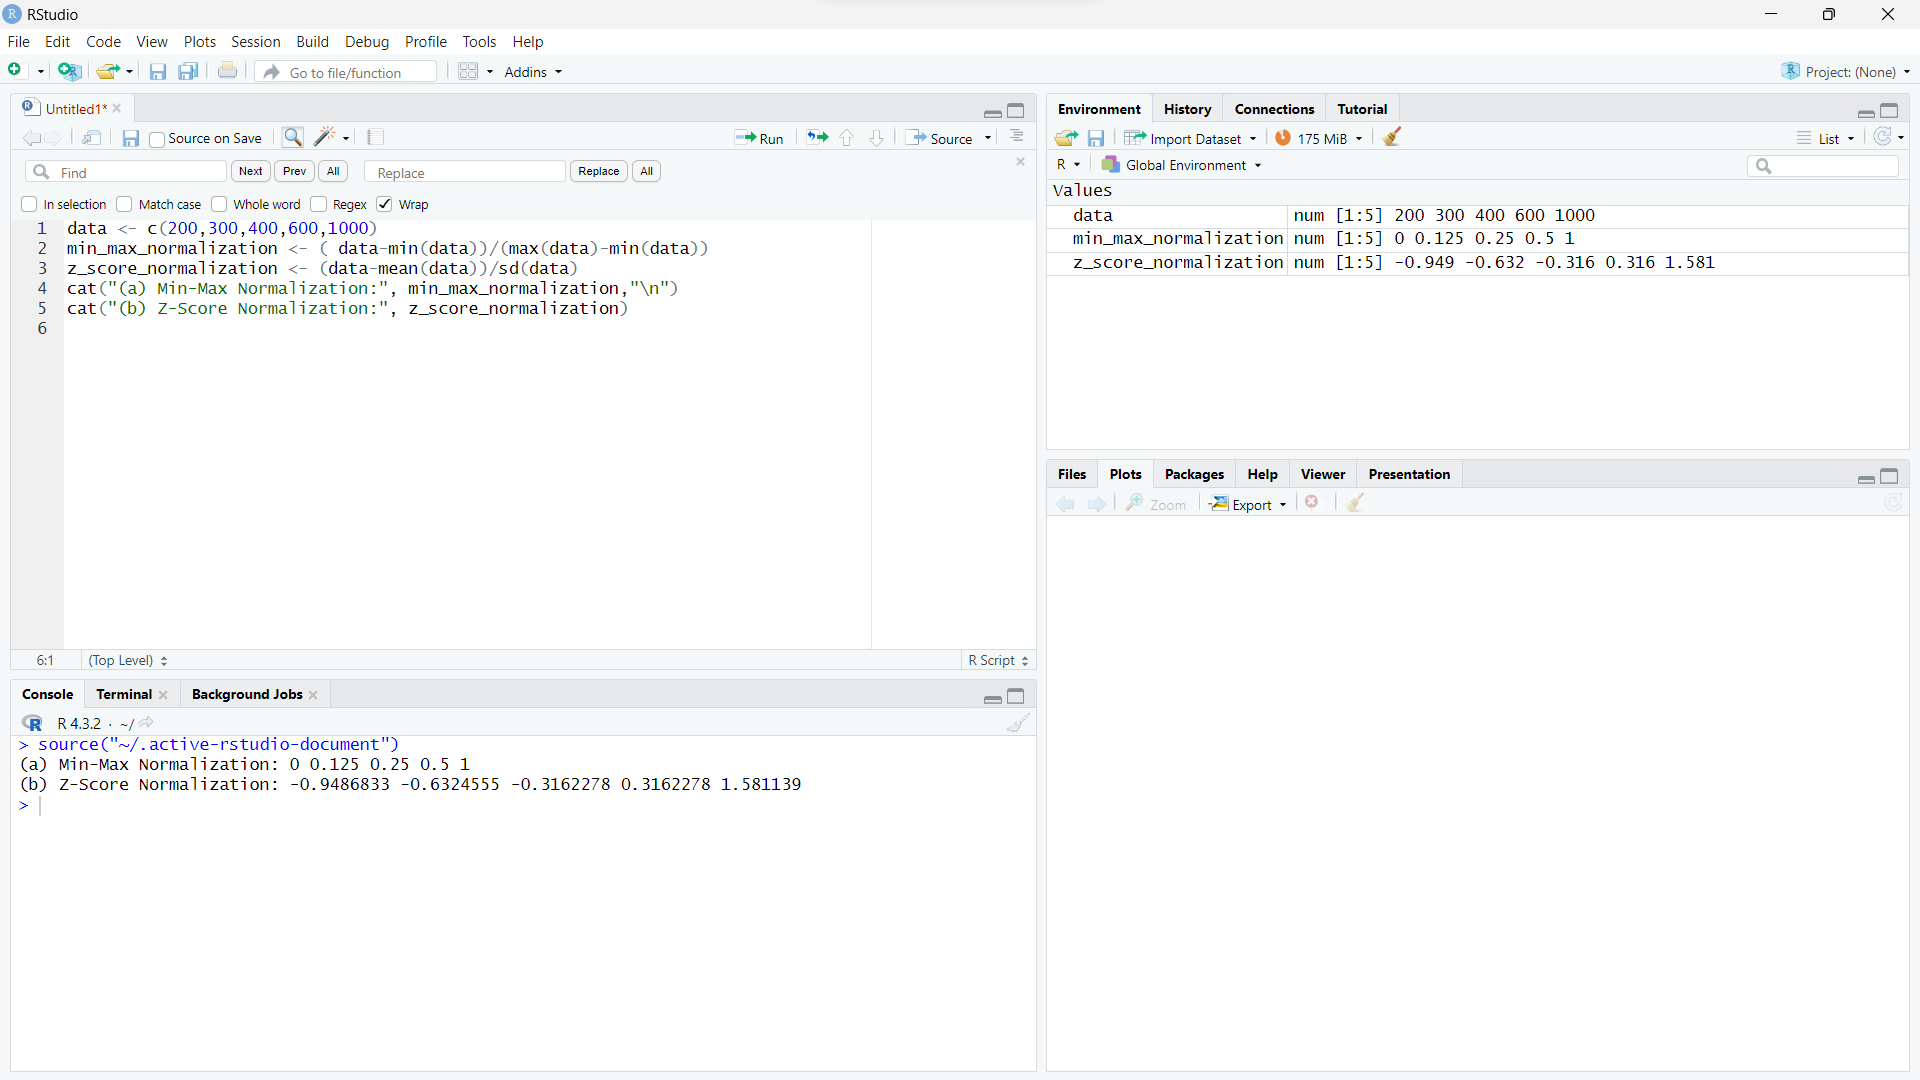 RStudio
File Edit Code View Plots Session Build Debug Profile Tools Help
Go to file/function Addins Project: (None)
Untitled1*
Source on Save Run Source
Find Next Prev All Replace Replace All
In selection Match case Whole word Regex Wrap
1 data <- c(200,300,400,600,1000)
2 min_max_normalization <- ( data-min(data))/(max(data)-min(data))
3 z_score_normalization <- (data-mean(data))/sd(data)
4 cat("(a) Min-Max Normalization:", min_max_normalization,"\n")
5 cat("(b) Z-Score Normalization:", z_score_normalization)
6
6:1 (Top Level) R Script
Console Terminal Background Jobs
R 4.3.2 · ~/
> source("~/.active-rstudio-document")
(a) Min-Max Normalization: 0 0.125 0.25 0.5 1
(b) Z-Score Normalization: -0.9486833 -0.6324555 -0.3162278 0.3162278 1.581139
>
Environment History Connections Tutorial
Import Dataset 175 MiB List
R Global Environment
Values
data num [1:5] 200 300 400 600 1000
min_max_normalization num [1:5] 0 0.125 0.25 0.5 1
z_score_normalization num [1:5] -0.949 -0.632 -0.316 0.316 1.581
Files Plots Packages Help Viewer Presentation
Zoom Export